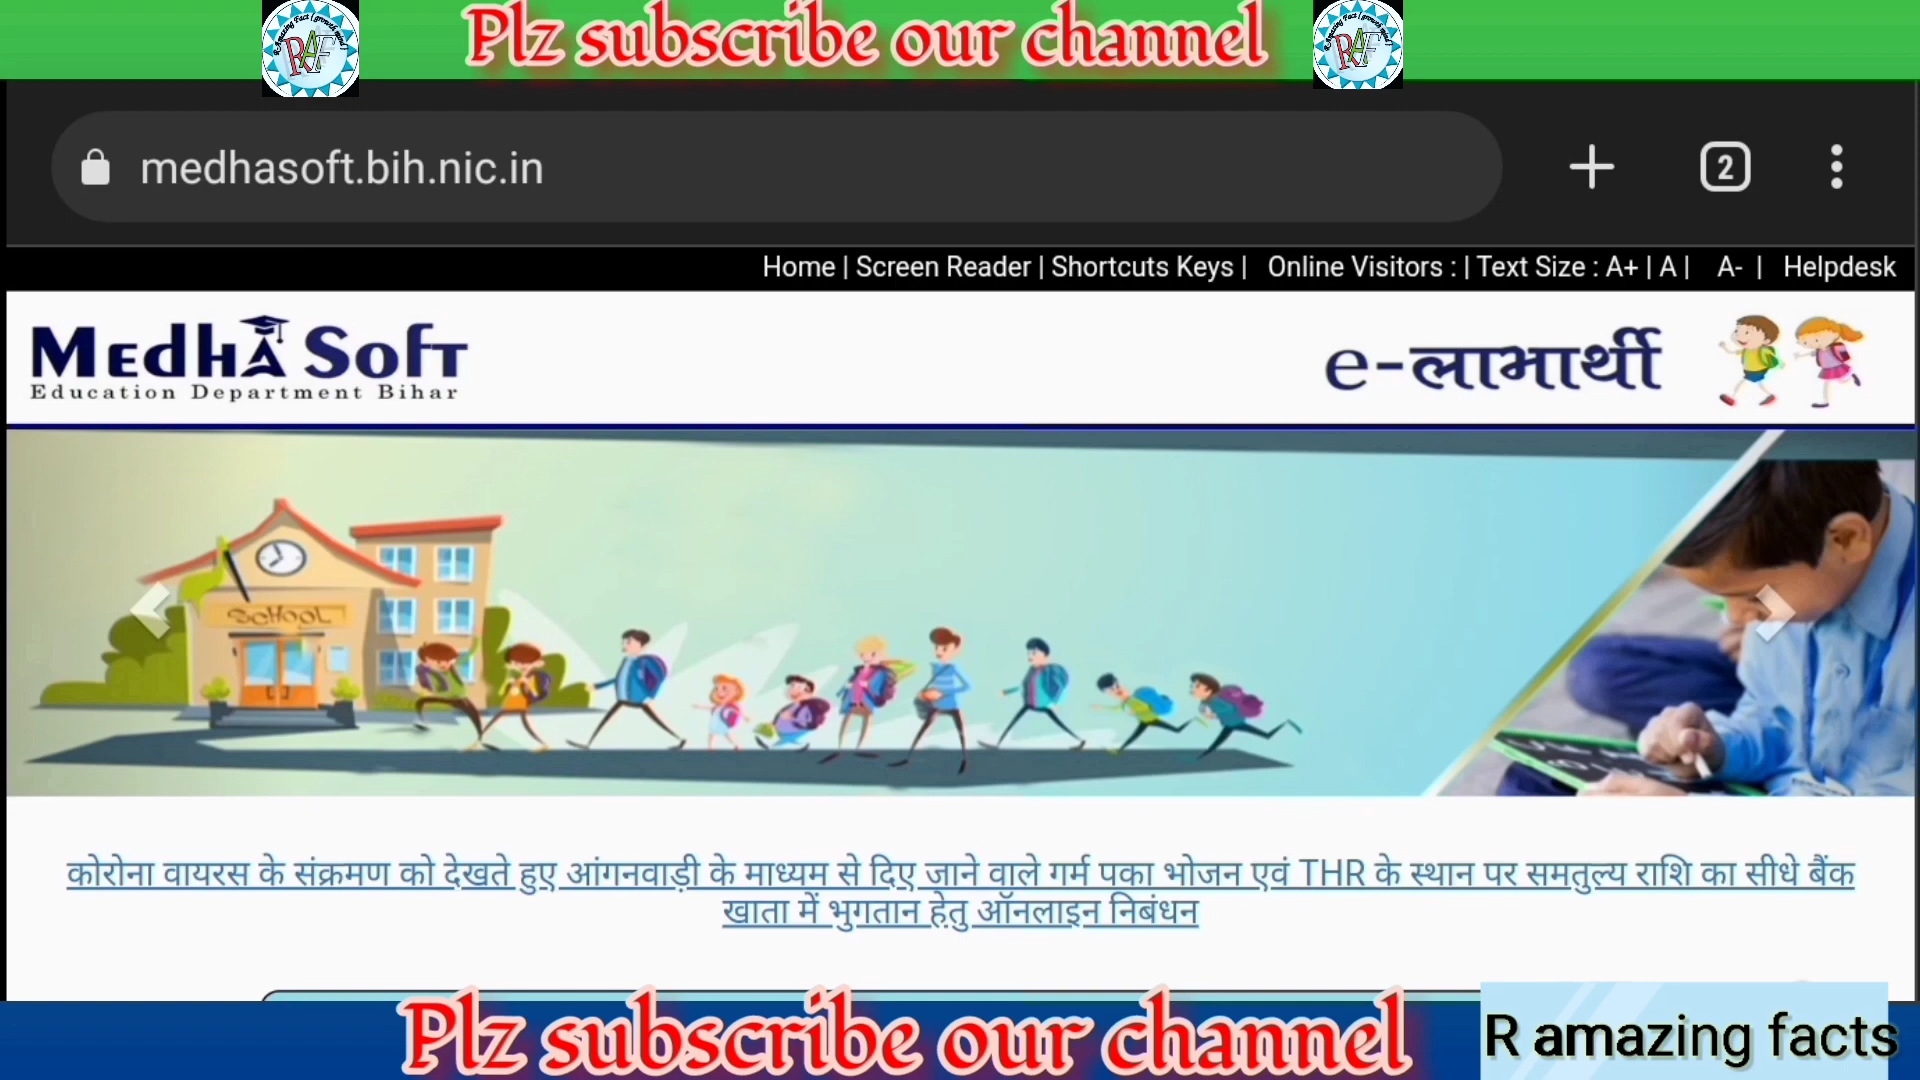 Plz subscribe our channel
medhasoft.bih.nic.in
2
Home | Screen Reader | Shortcuts Keys | Online Visitors : | Text Size : A+ | A | A- | Helpdesk
MEDHA SOFT
Education Department Bihar
e-लाभार्थी
SCHOOL
कोरोना वायरस के संक्रमण को देखते हुए आंगनवाड़ी के माध्यम से दिए जाने वाले गर्म पका भोजन एवं THR के स्थान पर समतुल्य राशि का सीधे बैंक
खाता में भुगतान हेतु ऑनलाइन निबंधन
Plz subscribe our channel
R amazing facts